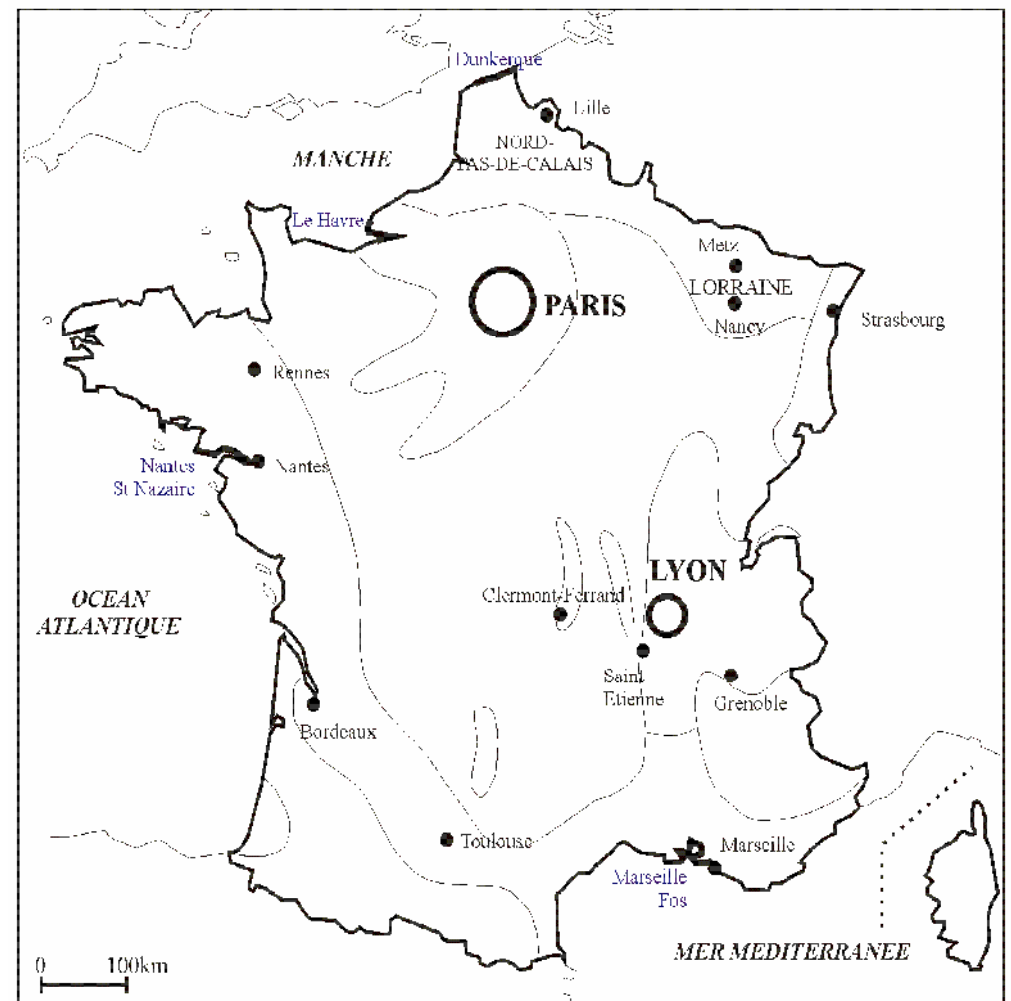 Dunkerque
Lille
NORD-
PAS-DE-CALAIS
MANCHE
Le Havre
Metz
LORRAINE
PARIS
Nancy
Strasbourg
Rennes
Nantes
St Nazaire
Nantes
LYON
Clermont-Ferrand
OCEAN
ATLANTIQUE
Saint
Etienne
Grenoble
Bordeaux
Toulouse
Marseille
Marseille
Fos
MER MEDITERRANEE
0 100km